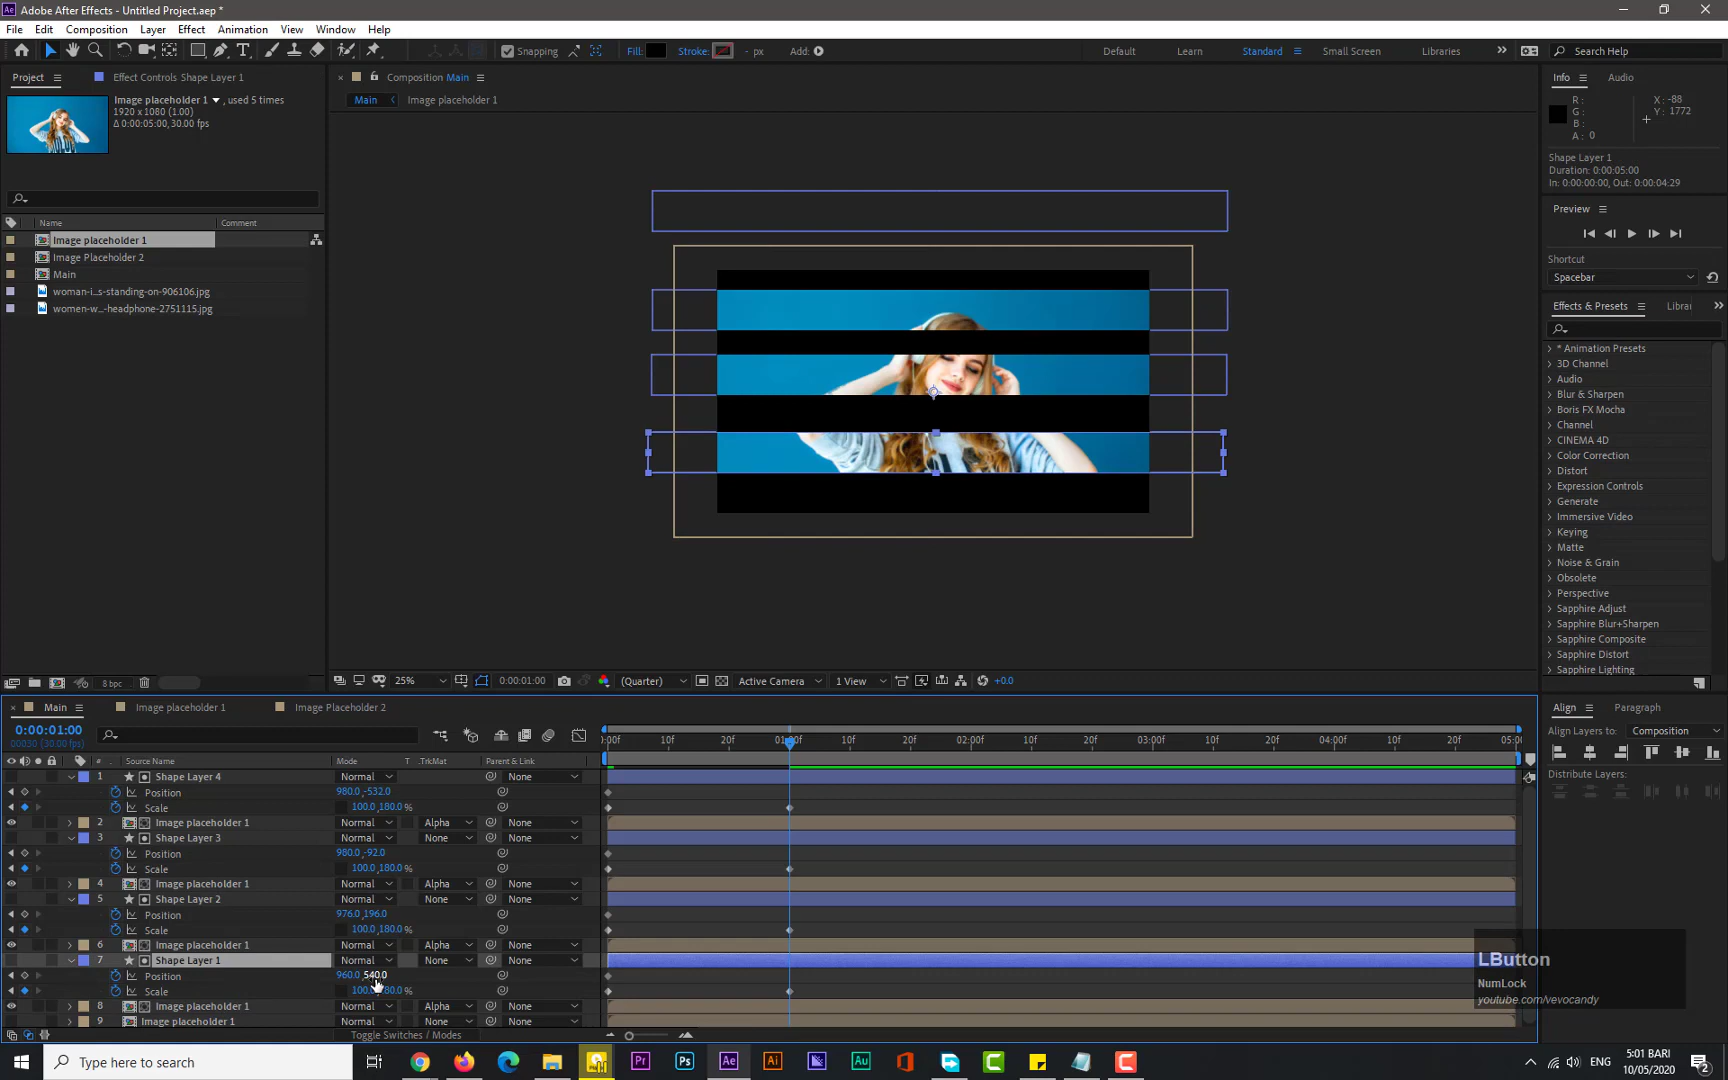 Adobe After Effects - Untitled Project.aep *
File Edit Composition Layer Effect Animation View Window Help
Snapping Fill: Stroke: - px Add: Default Learn Standard Small Screen Libraries Search Help
Project Effect Controls Shape Layer 1
Composition Main
Info Audio
Image placeholder 1 , used 5 times
1920 x 1080 (1.00)
Δ 0:00:05:00, 30.00 fps
Main Image placeholder 1
R: X: -88
G: Y: 1772
B:
A: 0
Shape Layer 1
Duration: 0:00:05:00
In: 0:00:00:00, Out: 0:00:04:29
Preview
Name Comment
Image placeholder 1
Image Placeholder 2
Main
woman-i...s-standing-on-906106.jpg
women-w...-headphone-2751115.jpg
Shortcut
Spacebar
Effects & Presets Librar
* Animation Presets
3D Channel
Audio
Blur & Sharpen
Boris FX Mocha
Channel
CINEMA 4D
Color Correction
Distort
Expression Controls
Generate
Immersive Video
Keying
Matte
Noise & Grain
Obsolete
Perspective
Sapphire Adjust
Sapphire Blur+Sharpen
Sapphire Composite
Sapphire Distort
Sapphire Lighting
8 bpc
25% 0:00:01:00 (Quarter) Active Camera 1 View +0.0
Main Image placeholder 1 Image Placeholder 2
Align Paragraph
0:00:01:00
00030 (30.00 fps)
Align Layers to: Composition
:00f 10f 20f 01:00f 10f 20f 02:00f 10f 20f 03:00f 10f 20f 04:00f 10f 20f 05:0
# Source Name Mode T .TrkMat Parent & Link
Distribute Layers:
1 Shape Layer 4 Normal None
Position 980.0,-532.0
Scale 100.0,180.0 %
2 Image placeholder 1 Normal Alpha None
3 Shape Layer 3 Normal None None
Position 980.0,-92.0
Scale 100.0,180.0 %
4 Image placeholder 1 Normal Alpha None
5 Shape Layer 2 Normal None None
Position 976.0,196.0
Scale 100.0,180.0 %
6 Image placeholder 1 Normal Alpha None
7 Shape Layer 1 Normal None None
Position 960.0,540.0
Scale 100.0 80.0 %
8 Image placeholder 1 Normal Alpha None
9 Image placeholder 1 Normal None None
Toggle Switches / Modes
LButton
NumLock
youtube.com/vevocandy
Type here to search
Pr Ps Ae Ai Au
ENG
5:01 BARI
10/05/2020
2